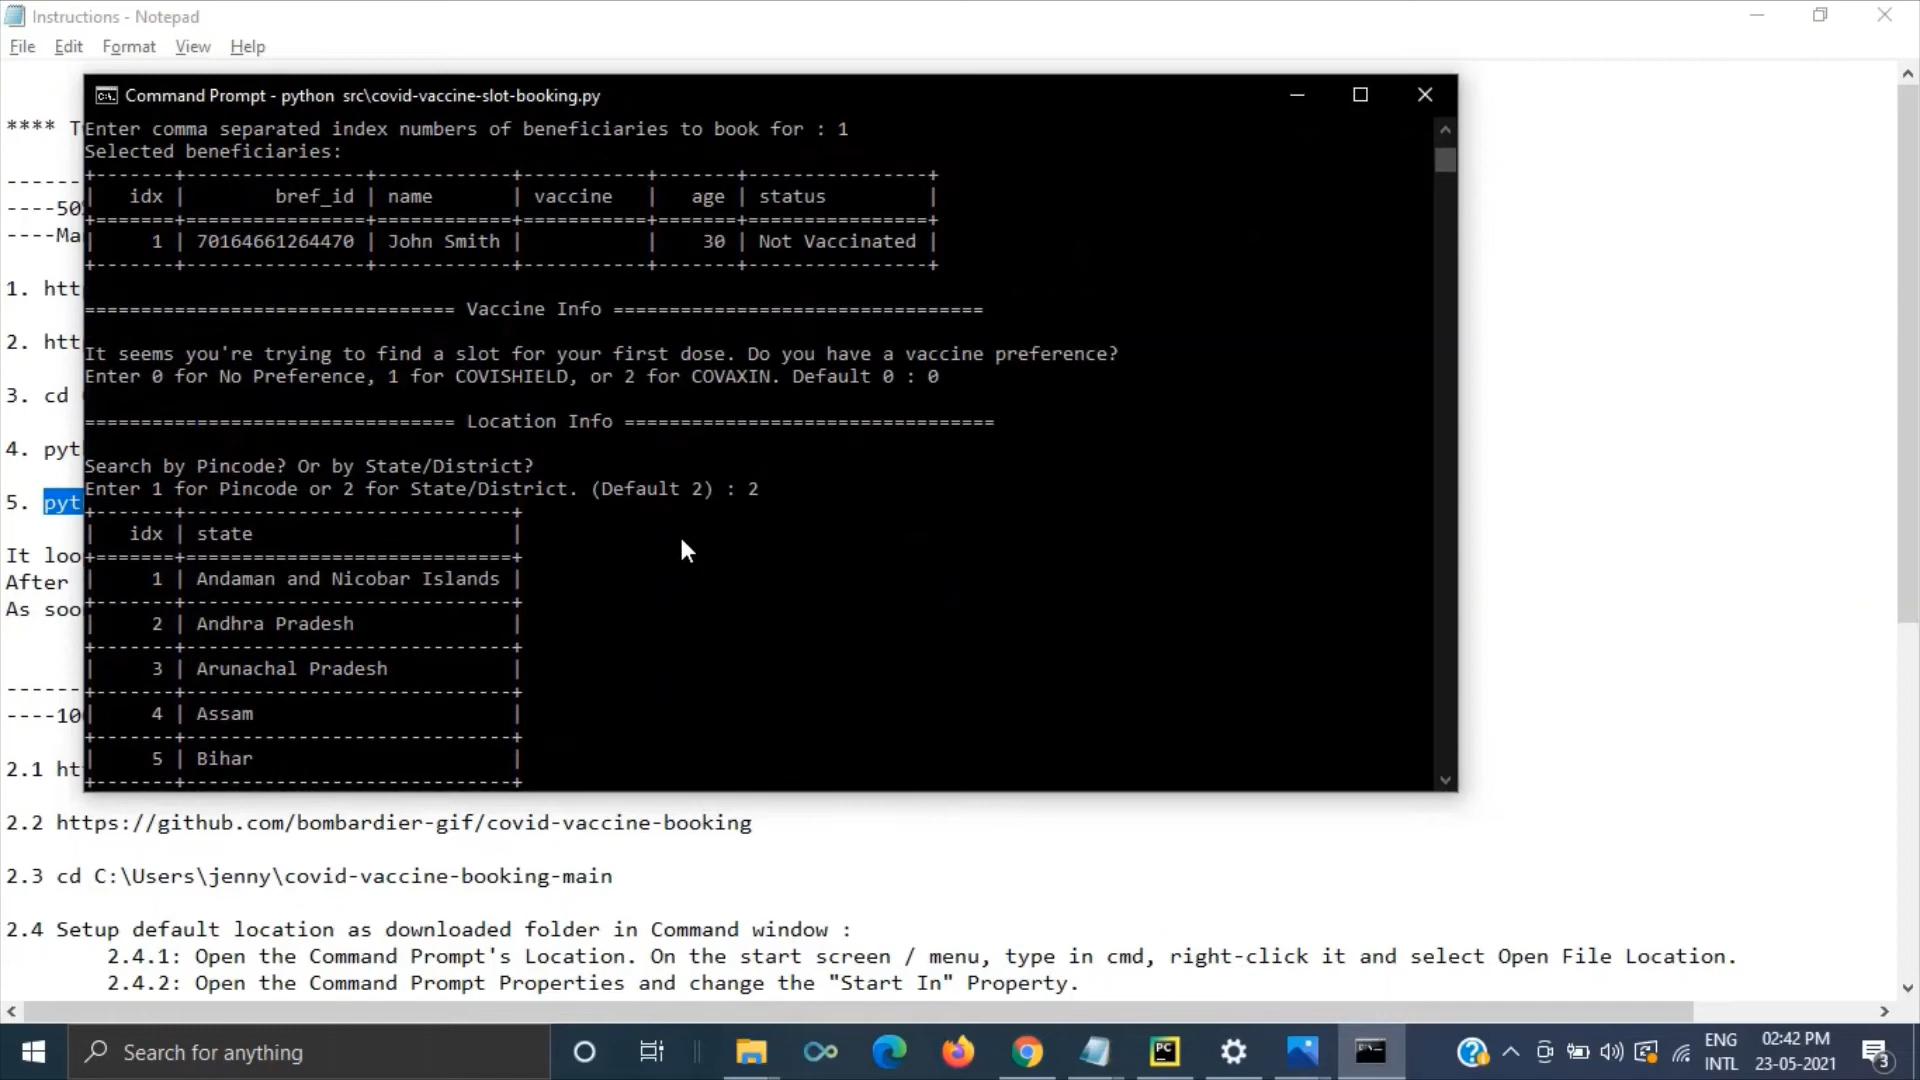 Instructions - Notepad
File Edit Format View Help
Command Prompt - python src\covid-vaccine-slot-booking.py
Enter comma separated index numbers of beneficiaries to book for : 1
Selected beneficiaries:
+-------+----------------+------------+-----------+-------+----------------+
| idx | bref_id | name | vaccine | age | status |
+=======+================+============+===========+=======+================+
| 1 | 70164661264470 | John Smith | | 30 | Not Vaccinated |
+-------+----------------+------------+-----------+-------+----------------+
================================= Vaccine Info =================================
It seems you're trying to find a slot for your first dose. Do you have a vaccine preference?
Enter 0 for No Preference, 1 for COVISHIELD, or 2 for COVAXIN. Default 0 : 0
================================= Location Info =================================
Search by Pincode? Or by State/District?
Enter 1 for Pincode or 2 for State/District. (Default 2) : 2
+-------+-----------------------------+
| idx | state |
+=======+=============================+
| 1 | Andaman and Nicobar Islands |
+-------+-----------------------------+
| 2 | Andhra Pradesh |
+-------+-----------------------------+
| 3 | Arunachal Pradesh |
+-------+-----------------------------+
| 4 | Assam |
+-------+-----------------------------+
| 5 | Bihar |
+-------+-----------------------------+
****
-------
----50
----Ma
1. htt
2. htt
3. cd
4. pyt
5. pyt
It loo
After
As soo
-------
----10
2.1 ht
2.2 https://github.com/bombardier-gif/covid-vaccine-booking
2.3 cd C:\Users\jenny\covid-vaccine-booking-main
2.4 Setup default location as downloaded folder in Command window :
2.4.1: Open the Command Prompt's Location. On the start screen / menu, type in cmd, right-click it and select Open File Location.
2.4.2: Open the Command Prompt Properties and change the "Start In" Property.
Search for anything
PC
ENG
INTL
02:42 PM
23-05-2021
3